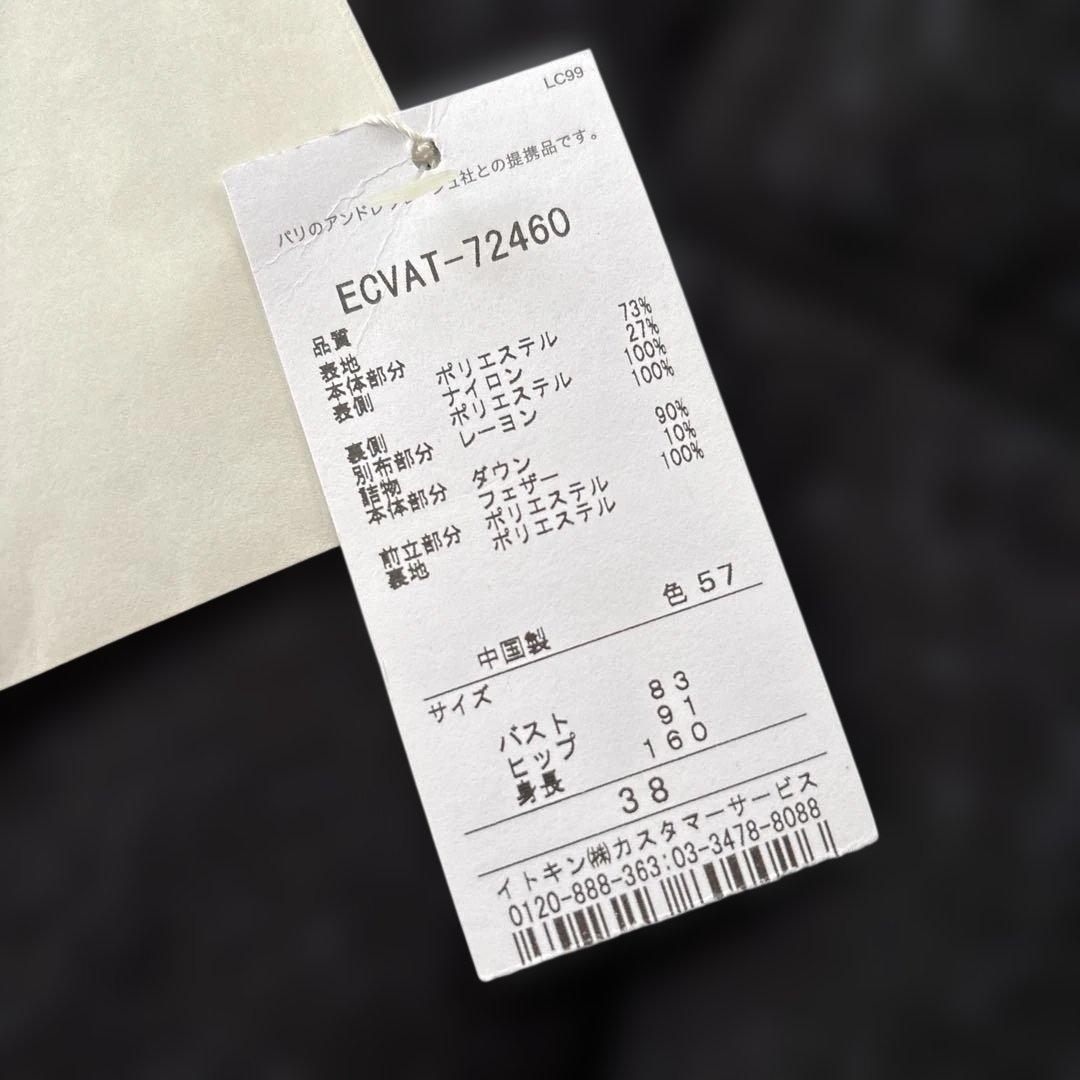 LC99
パリのアンドレ 社との提携品です。
ECVAT-72460
品質
表地
本体部分
表側 ポリエステル 73%
ナイロン 27%
裏側 ポリエステル 100%
別布部分 レーヨン 100%
詰物
本体部分 ダウン 90%
フェザー 10%
前立部分 ポリエステル 100%
裏地 ポリエステル
色 57
中国製
サイズ
バスト 83
ヒップ 91
身長 160
38
イトキン㈱カスタマーサービス
0120-888-363:03-3478-8088